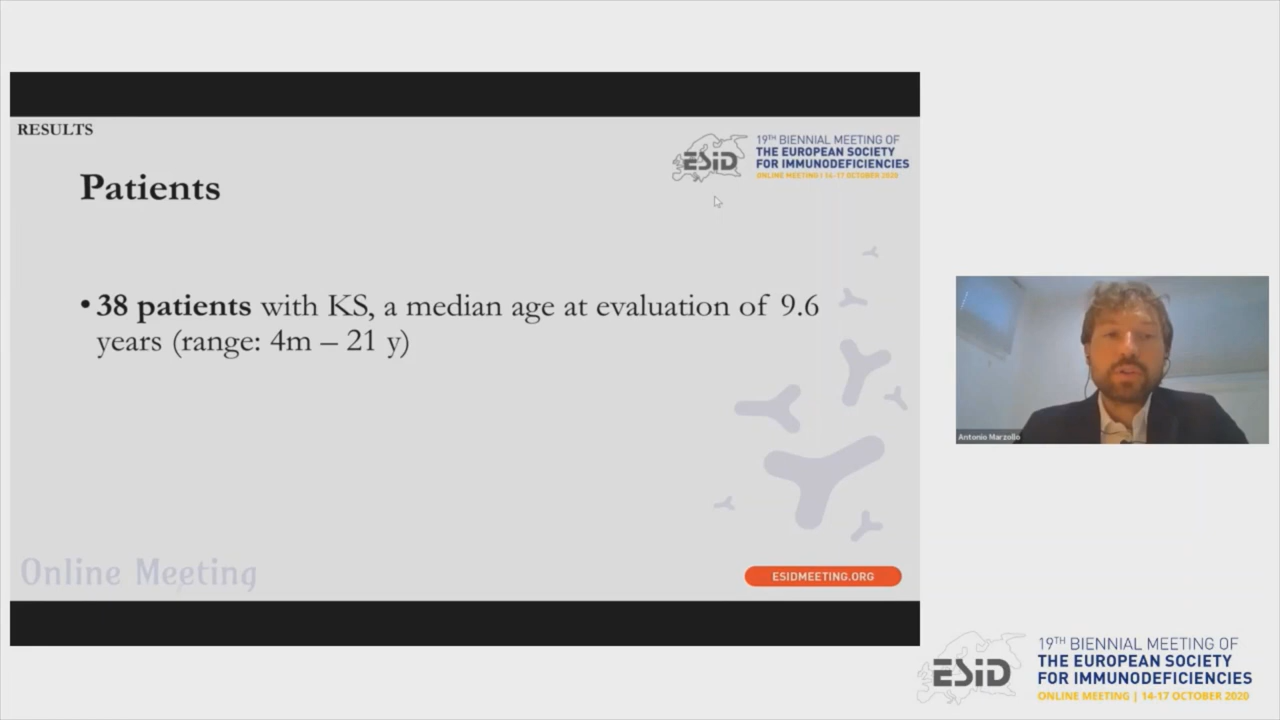 RESULTS
19TH BIENNIAL MEETING OF
THE EUROPEAN SOCIETY
FOR IMMUNODEFICIENCIES
ONLINE MEETING | 14-17 OCTOBER 2020
ESID
Patients
• 38 patients with KS, a median age at evaluation of 9.6
years (range: 4m – 21 y)
Online Meeting
ESIDMEETING.ORG
Antonio Marzollo
ESID
19TH BIENNIAL MEETING OF
THE EUROPEAN SOCIETY
FOR IMMUNODEFICIENCIES
ONLINE MEETING | 14-17 OCTOBER 2020